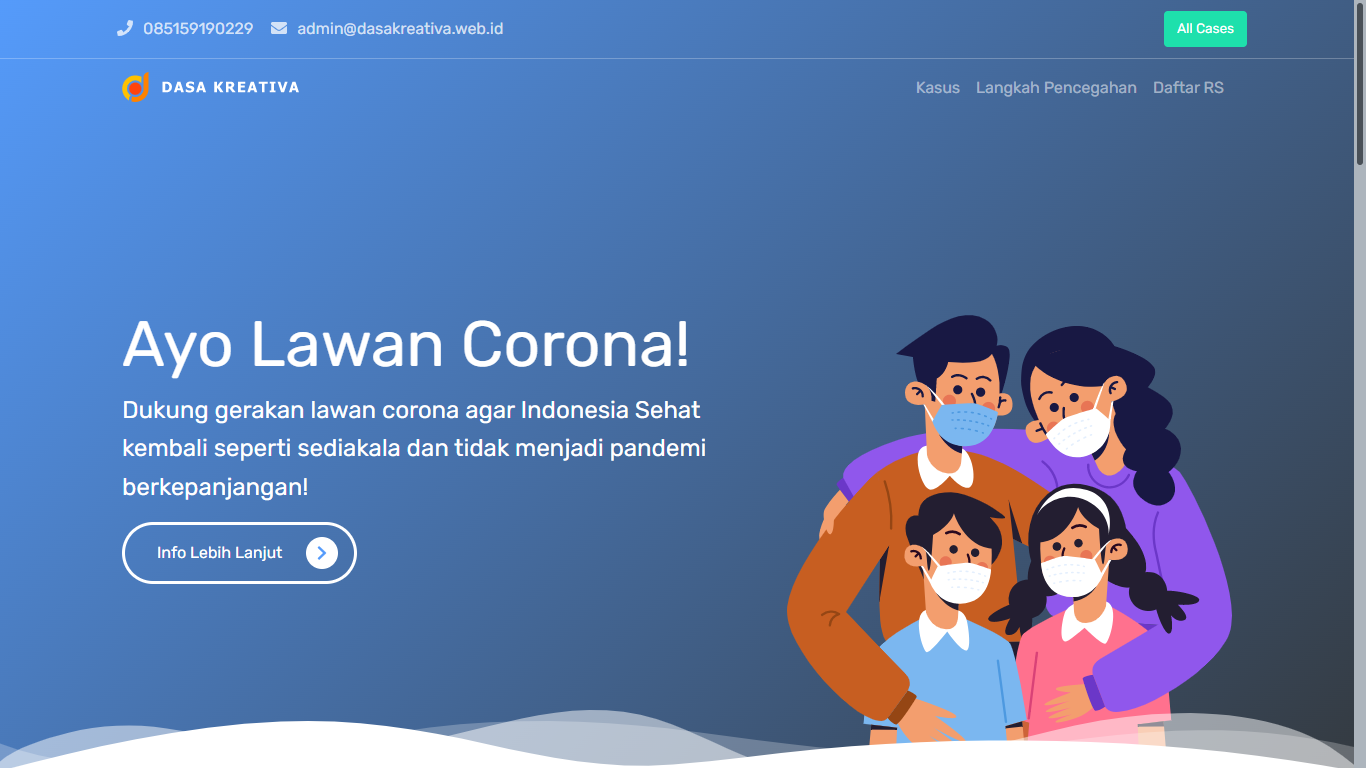 085159190229
admin@dasakreativa.web.id
All Cases
DASA KREATIVA
Kasus
Langkah Pencegahan
Daftar RS
Ayo Lawan Corona!
Dukung gerakan lawan corona agar Indonesia Sehat
kembali seperti sediakala dan tidak menjadi pandemi
berkepanjangan!
Info Lebih Lanjut